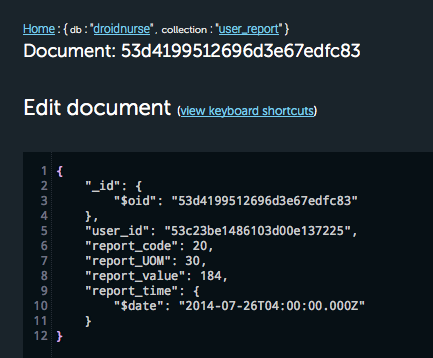 Home : { db : "droidnurse", collection : "user_report" }
Document: 53d4199512696d3e67edfc83
Edit document (view keyboard shortcuts)
1 {
2 "_id": {
3 "$oid": "53d4199512696d3e67edfc83"
4 },
5 "user_id": "53c23be1486103d00e137225",
6 "report_code": 20,
7 "report_UOM": 30,
8 "report_value": 184,
9 "report_time": {
10 "$date": "2014-07-26T04:00:00.000Z"
11 }
12 }